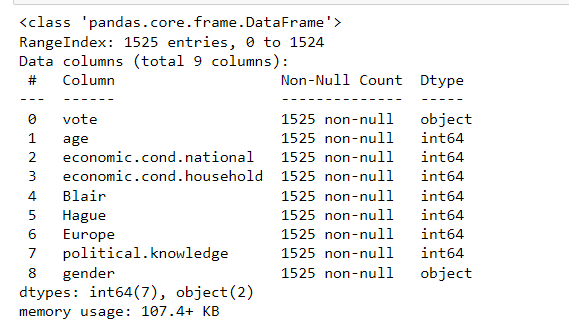 <class 'pandas.core.frame.DataFrame'>
RangeIndex: 1525 entries, 0 to 1524
Data columns (total 9 columns):
 #   Column                   Non-Null Count  Dtype
---  ------                   --------------  -----
 0   vote                     1525 non-null   object
 1   age                      1525 non-null   int64
 2   economic.cond.national   1525 non-null   int64
 3   economic.cond.household  1525 non-null   int64
 4   Blair                    1525 non-null   int64
 5   Hague                    1525 non-null   int64
 6   Europe                   1525 non-null   int64
 7   political.knowledge      1525 non-null   int64
 8   gender                   1525 non-null   object
dtypes: int64(7), object(2)
memory usage: 107.4+ KB